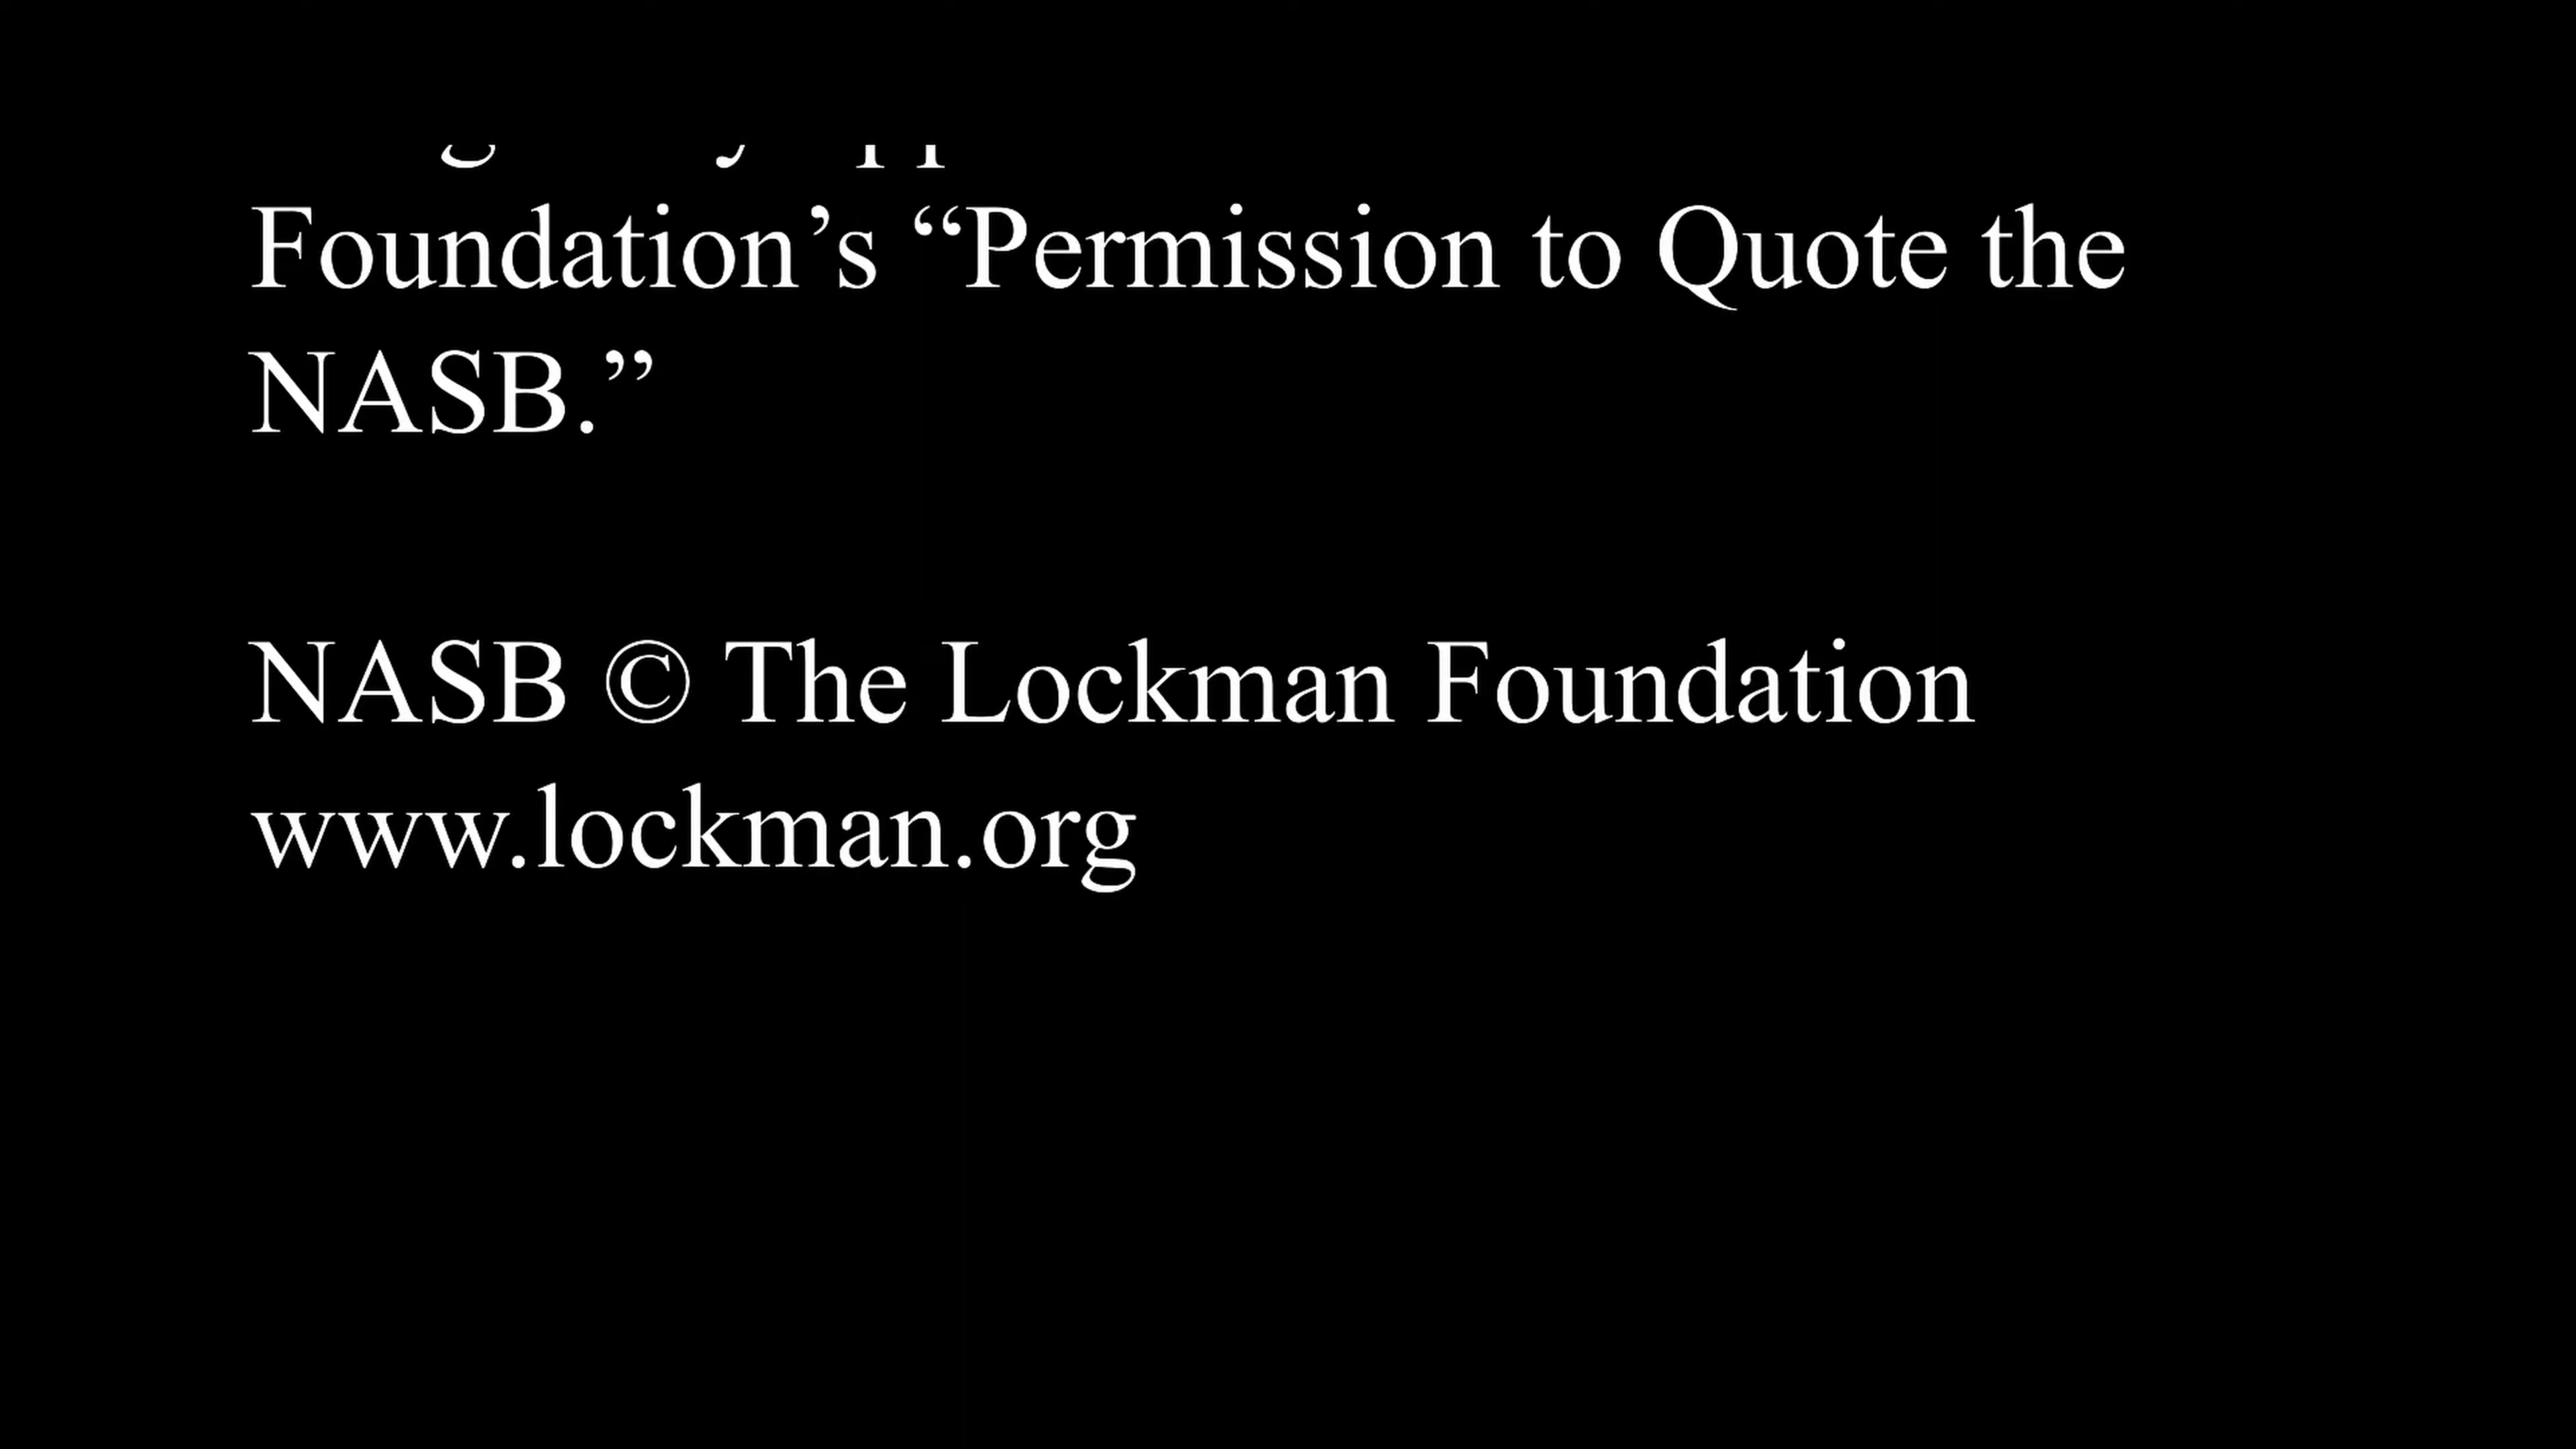 Foundation’s “Permission to Quote the
NASB.”
NASB © The Lockman Foundation
www.lockman.org